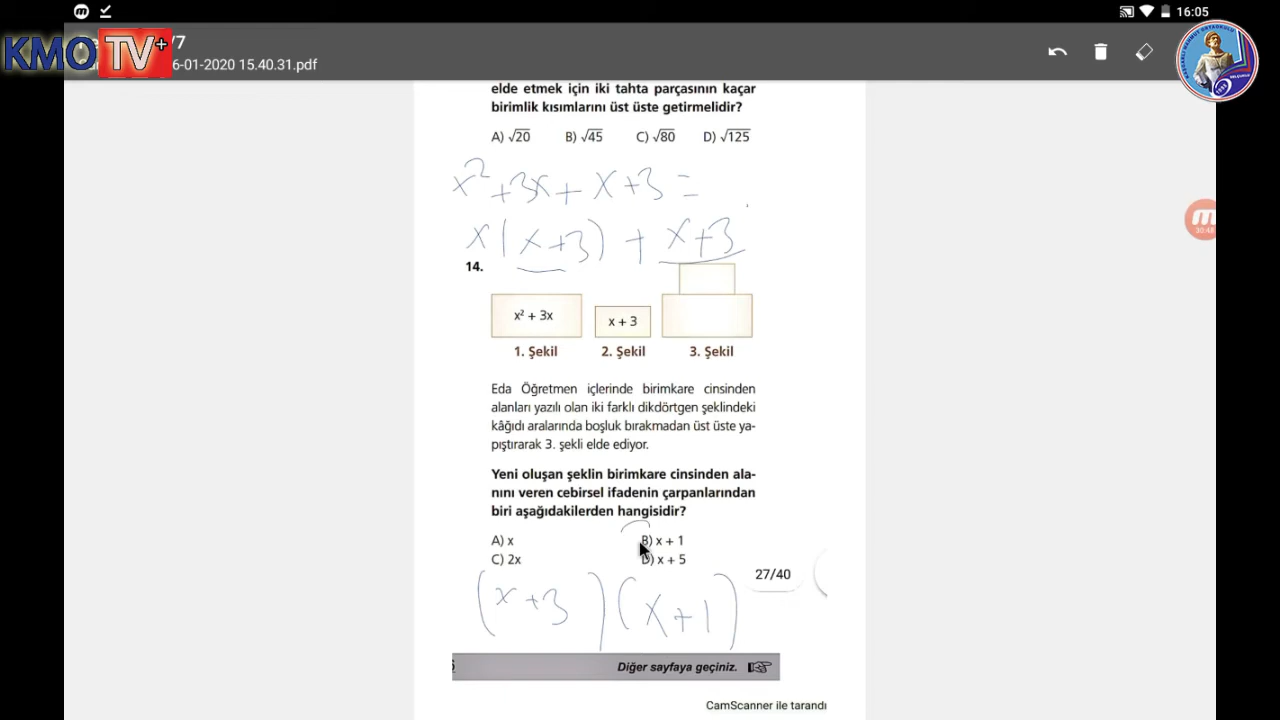 16:05
KMO TV+
/7
6-01-2020 15.40.31.pdf
elde etmek için iki tahta parçasının kaçar
birimlik kısımlarını üst üste getirmelidir?
A) √20 B) √45 C) √80 D) √125
x² + 3x + x + 3 =
x (x+3) + x+3
14.
x² + 3x
x + 3
1. Şekil 2. Şekil 3. Şekil
30:48
Eda Öğretmen içlerinde birimkare cinsinden
alanları yazılı olan iki farklı dikdörtgen şeklindeki
kâğıdı aralarında boşluk bırakmadan üst üste ya-
pıştırarak 3. şekli elde ediyor.
Yeni oluşan şeklin birimkare cinsinden ala-
nını veren cebirsel ifadenin çarpanlarından
biri aşağıdakilerden hangisidir?
A) x B) x + 1
C) 2x D) x + 5
27/40
(x+3) (x+1)
Diğer sayfaya geçiniz.
CamScanner ile tarandı